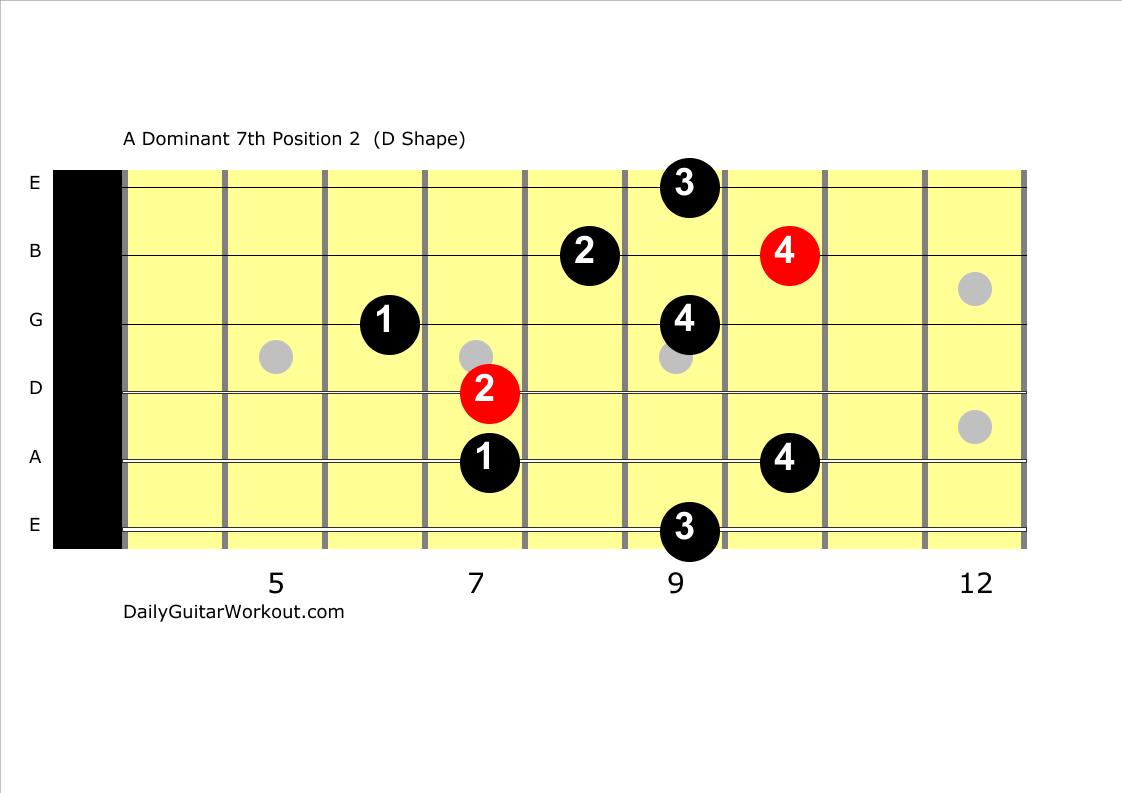 A Dominant 7th Position 2 (D Shape)
E 3
B 2 4
G 1 4
D 2
A 1 4
E 3
5 7 9 12
DailyGuitarWorkout.com